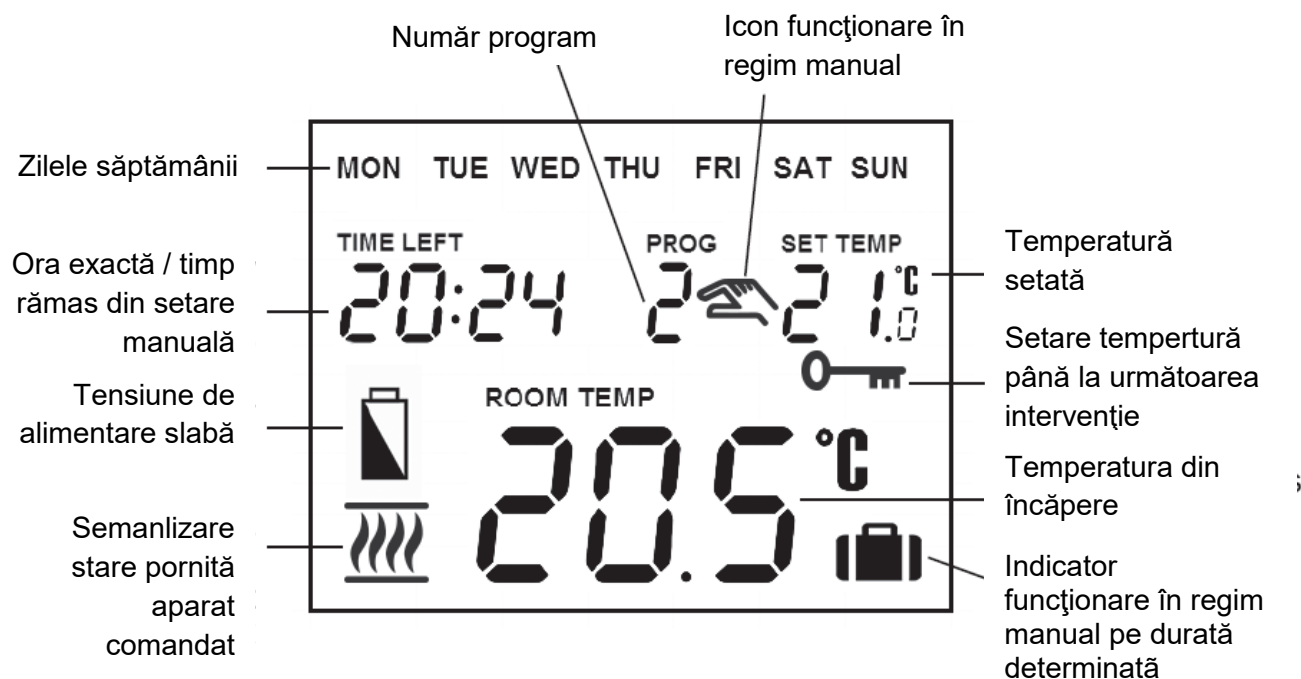 Număr program
Icon funcţionare în
regim manual
Zilele săptămânii
MON TUE WED THU FRI SAT SUN
TIME LEFT PROG SET TEMP
20:24 2 21.0 °C
Ora exactă / timp
rămas din setare
manuală
Temperatură
setată
Setare tempertură
până la următoarea
intervenţie
Tensiune de
alimentare slabă
ROOM TEMP
20.5 °C
Temperatura din
încăpere
Semanlizare
stare pornită
aparat
comandat
Indicator
funcţionare în regim
manual pe durată
determinatã
s